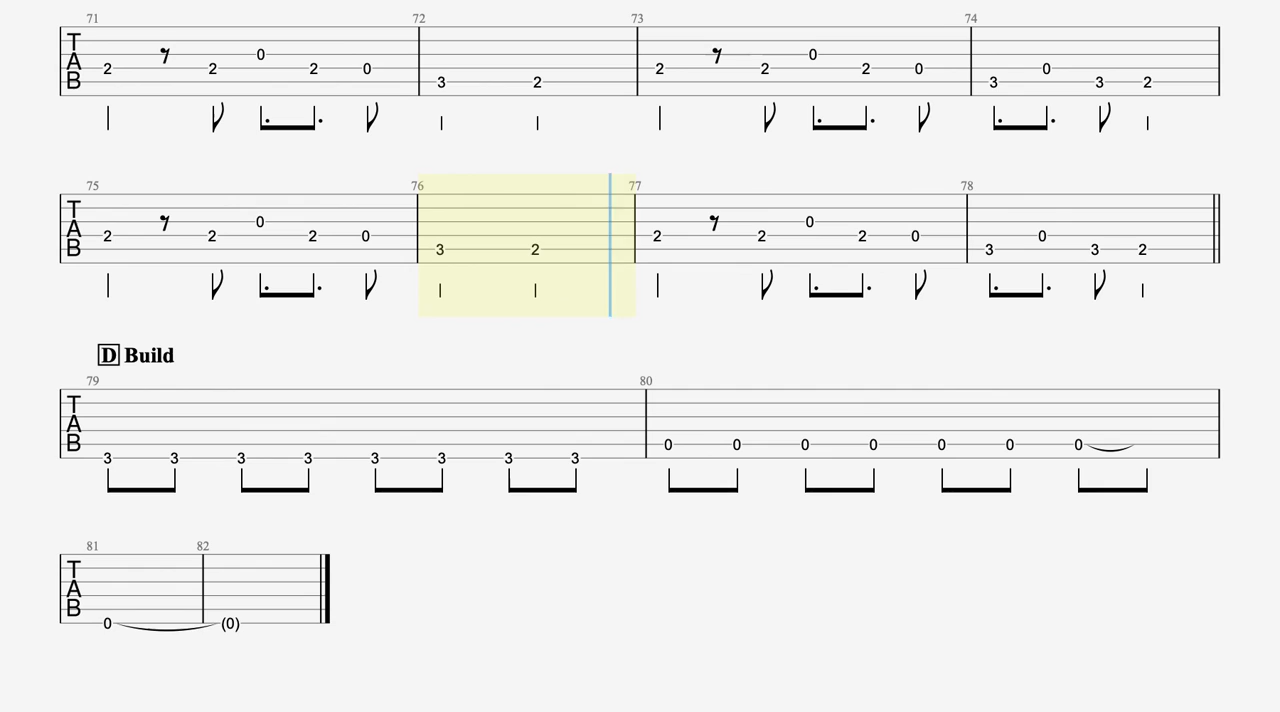 71 72 73 74
T A B 2 2 0 2 0 3 2 2 2 0 2 0 3 0 3 2
75 76 77 78
T A B 2 2 0 2 0 3 2 2 2 0 2 0 3 0 3 2
D Build
79 80
T A B 3 3 3 3 3 3 3 3 0 0 0 0 0 0 0
81 82
T A B 0 (0)